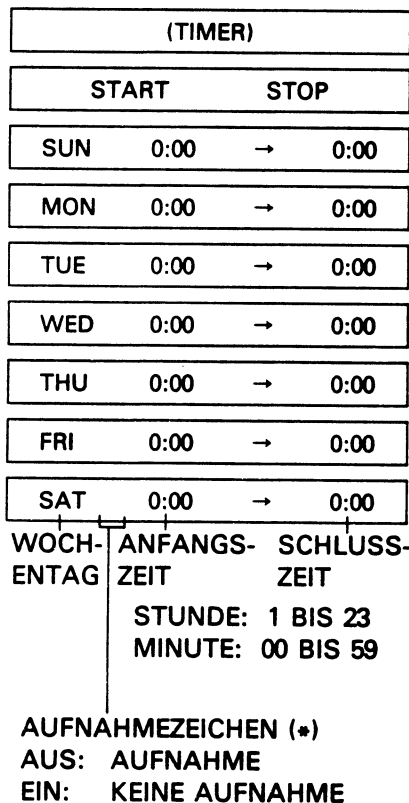 (TIMER)
START STOP
SUN 0:00 → 0:00
MON 0:00 → 0:00
TUE 0:00 → 0:00
WED 0:00 → 0:00
THU 0:00 → 0:00
FRI 0:00 → 0:00
SAT 0:00 → 0:00
WOCH- ANFANGS- SCHLUSS-
ENTAG ZEIT ZEIT
STUNDE: 1 BIS 23
MINUTE: 00 BIS 59
AUFNAHMEZEICHEN (*)
AUS: AUFNAHME
EIN: KEINE AUFNAHME